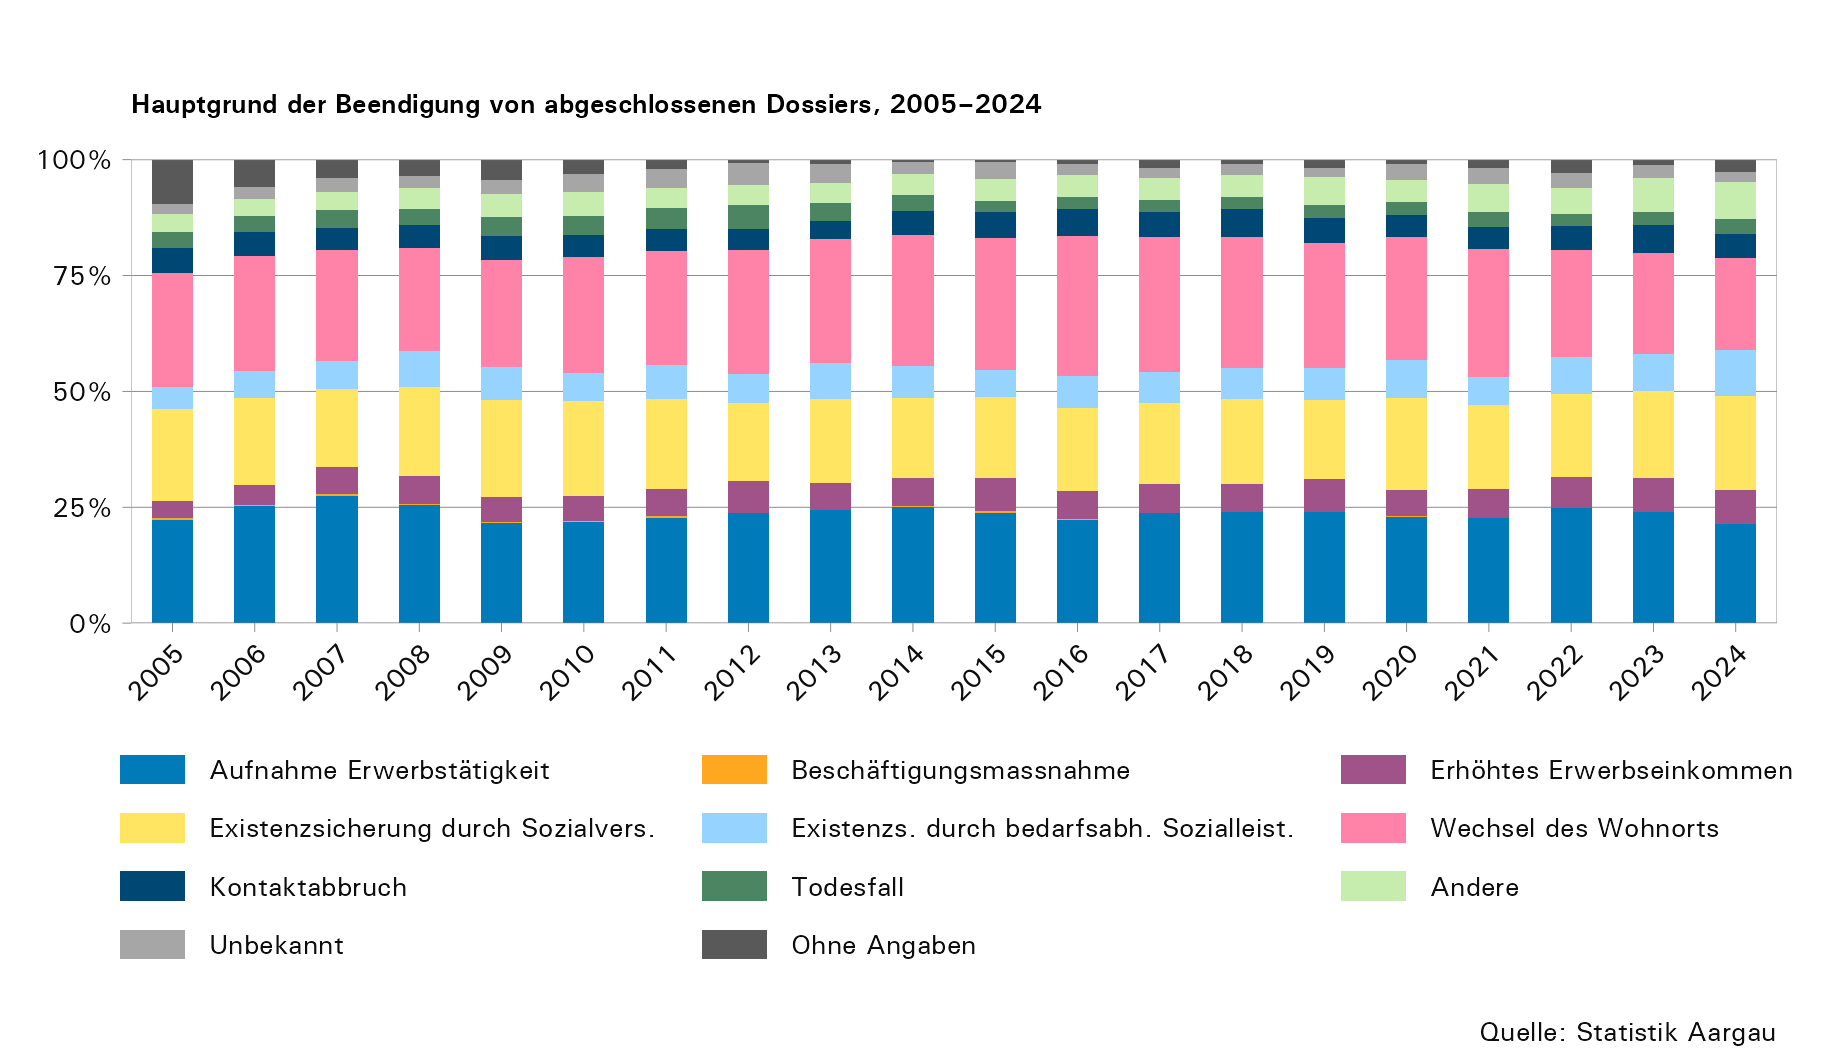 Hauptgrund der Beendigung von abgeschlossenen Dossiers, 2005–2024
100%
75%
50%
25%
0%
2005 2006 2007 2008 2009 2010 2011 2012 2013 2014 2015 2016 2017 2018 2019 2020 2021 2022 2023 2024
Aufnahme Erwerbstätigkeit Beschäftigungsmassnahme Erhöhtes Erwerbseinkommen
Existenzsicherung durch Sozialvers. Existenzs. durch bedarfsabh. Sozialleist. Wechsel des Wohnorts
Kontaktabbruch Todesfall Andere
Unbekannt Ohne Angaben
Quelle: Statistik Aargau